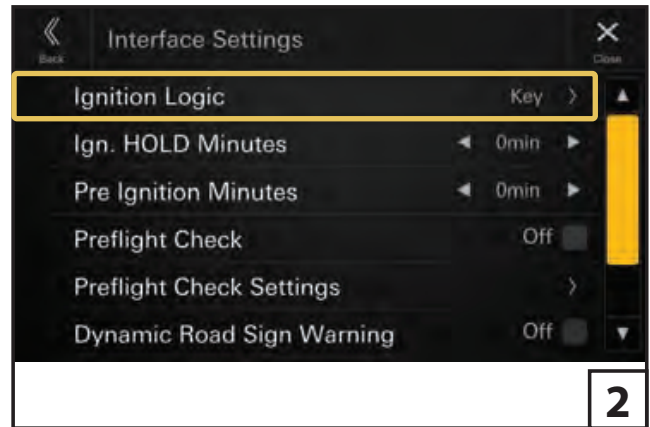 Interface Settings
Back
Close
Ignition Logic Key
Ign. HOLD Minutes 0min
Pre Ignition Minutes 0min
Preflight Check Off
Preflight Check Settings
Dynamic Road Sign Warning Off
2